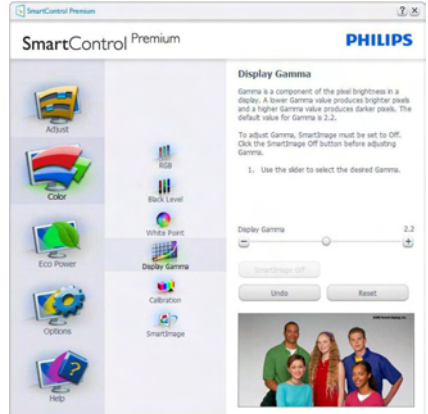 SmartControl Premium
SmartControl Premium
PHILIPS
Adjust
Color
Eco Power
Options
Help
RGB
Black Level
White Point
Display Gamma
Calibration
SmartImage
Display Gamma
Gamma is a component of the pixel brightness in a
display. A lower Gamma value produces brighter pixels
and a higher Gamma value produces darker pixels. The
default value for Gamma is 2.2.
To adjust Gamma, SmartImage must be set to Off.
Click the SmartImage Off button before adjusting
Gamma.
1. Use the slider to select the desired Gamma.
Display Gamma 2.2
SmartImage Off
Undo Reset